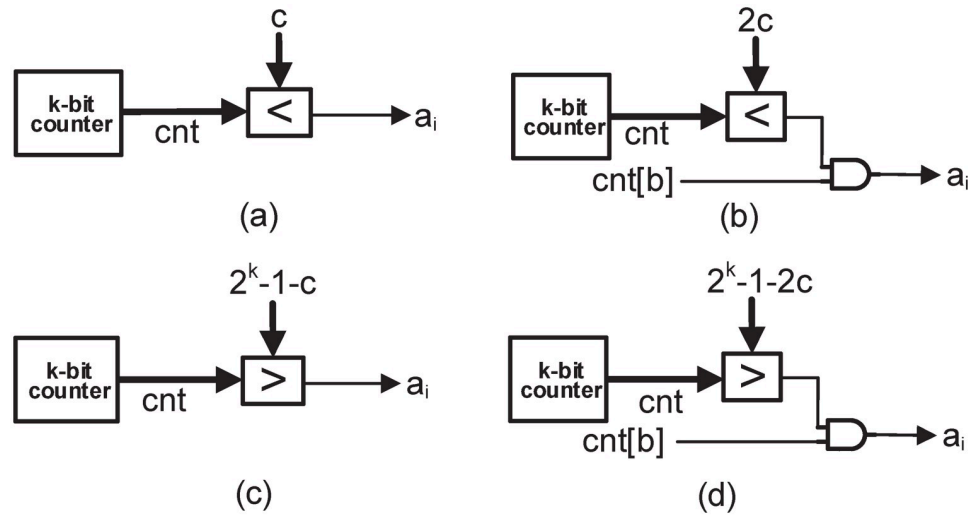 c
k-bit
counter
cnt
<
aᵢ
(a)
2c
k-bit
counter
cnt
<
cnt[b]
aᵢ
(b)
2ᵏ-1-c
k-bit
counter
cnt
>
aᵢ
(c)
2ᵏ-1-2c
k-bit
counter
cnt
>
cnt[b]
aᵢ
(d)